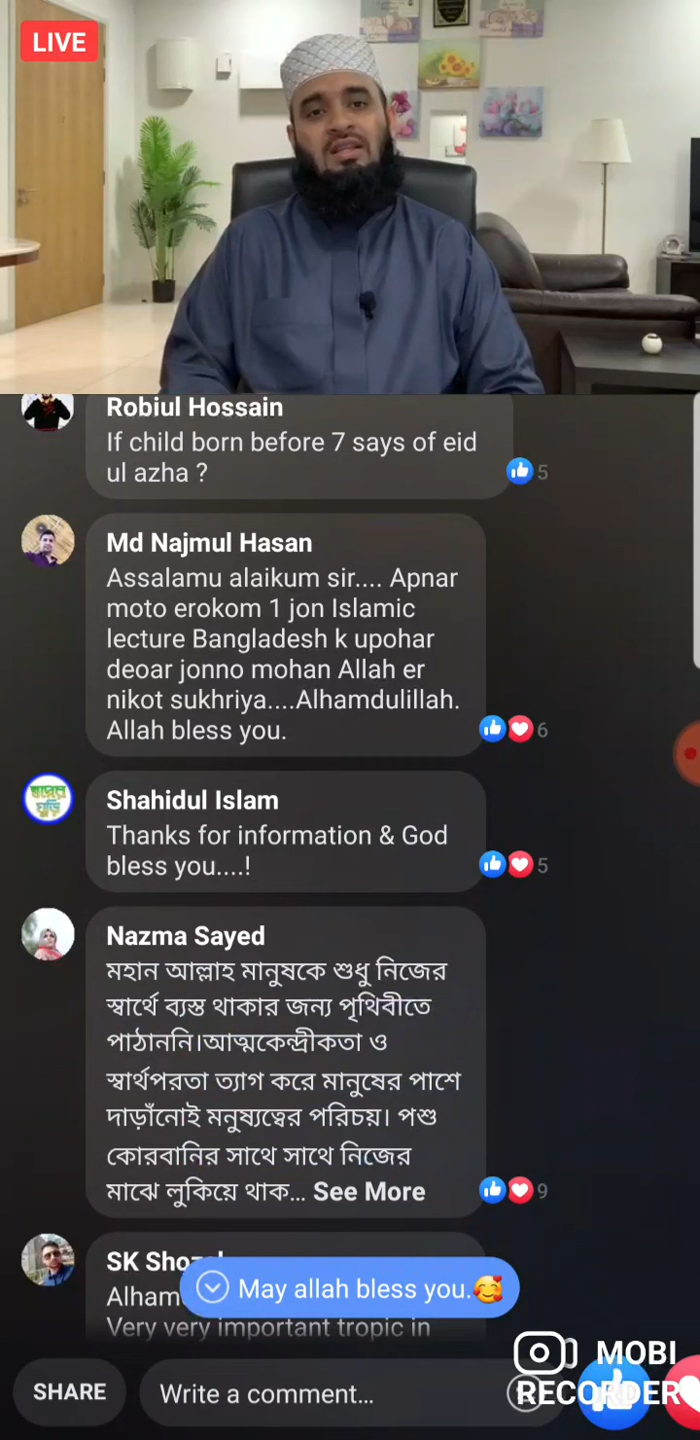 LIVE
Robiul Hossain
If child born before 7 says of eid
ul azha ?
5
Md Najmul Hasan
Assalamu alaikum sir.... Apnar
moto erokom 1 jon Islamic
lecture Bangladesh k upohar
deoar jonno mohan Allah er
nikot sukhriya....Alhamdulillah.
Allah bless you.
6
Shahidul Islam
Thanks for information & God
bless you....!
5
Nazma Sayed
মহান আল্লাহ মানুষকে শুধু নিজের
স্বার্থে ব্যস্ত থাকার জন্য পৃথিবীতে
পাঠাননি।আত্মকেন্দ্রীকতা ও
স্বার্থপরতা ত্যাগ করে মানুষের পাশে
দাড়াঁনোই মনুষ্যত্বের পরিচয়। পশু
কোরবানির সাথে সাথে নিজের
মাঝে লুকিয়ে থাক... See More
9
SK
Alham
May allah bless you.🥰
Very very important tropic in
SHARE
Write a comment...
MOBI
RECORDER